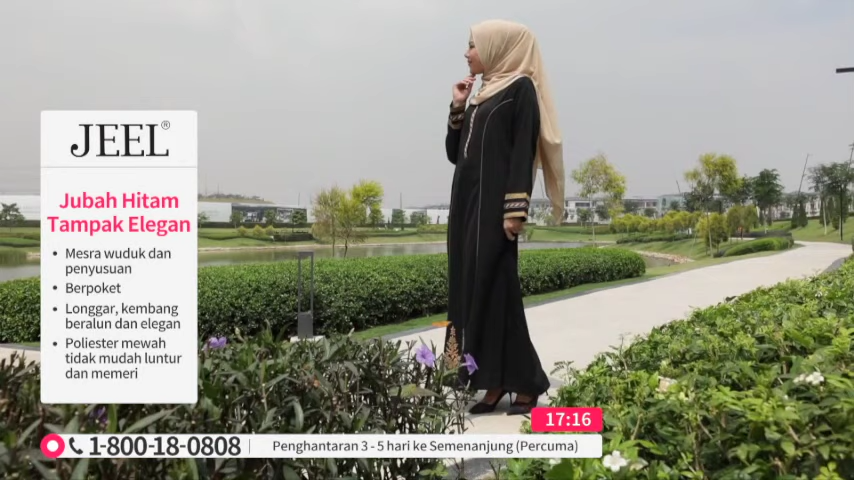 JEEL®
Jubah Hitam
Tampak Elegan
• Mesra wuduk dan
penyusuan
• Berpoket
• Longgar, kembang
beralun dan elegan
• Poliester mewah
tidak mudah luntur
dan memeri
17:16
1-800-18-0808
Penghantaran 3 - 5 hari ke Semenanjung (Percuma)